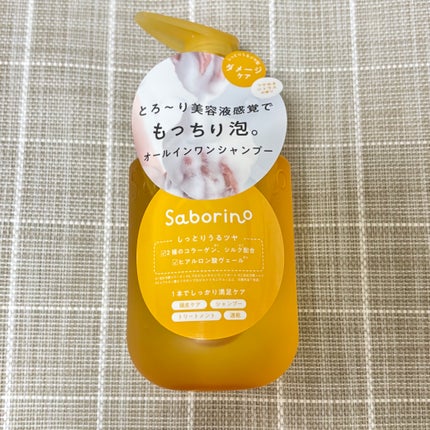 ダメージ
ケア
とろ〜り美容液感覚で
もっちり泡。
オールインワンシャンプー
Saborino
しっとりうるツヤ
2種のコラーゲン、シルク配合
ヒアルロン酸ヴェール
1本でしっかり満足ケア
頭皮ケア シャンプー
トリートメント 透明